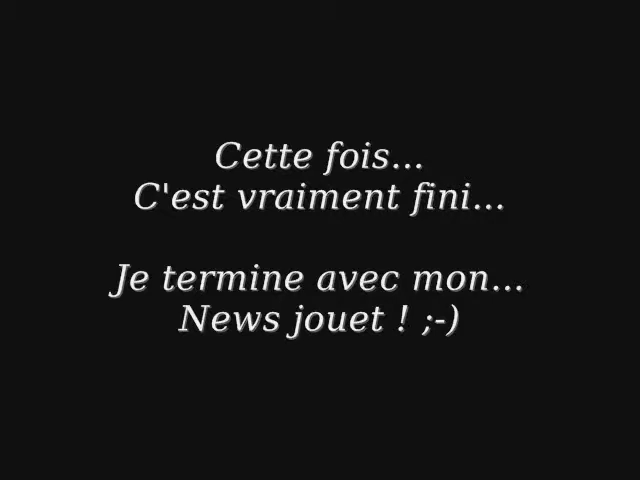 Cette fois...
C'est vraiment fini...
Je termine avec mon...
News jouet ! ;-)